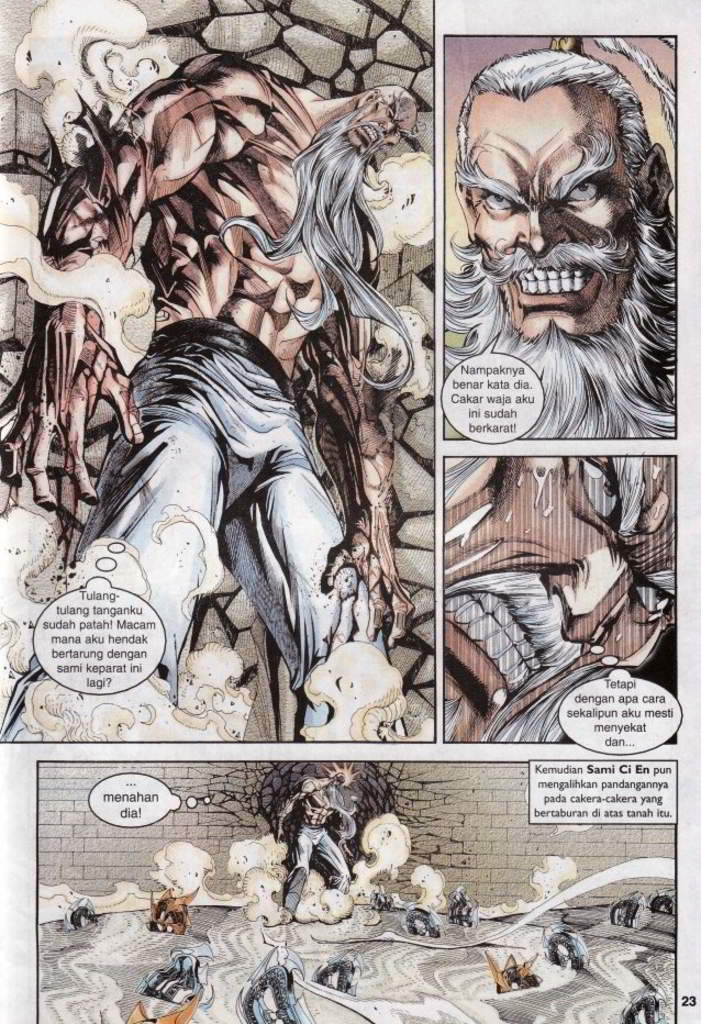 Tulang-
tulang tanganku
sudah patah! Macam
mana aku hendak
bertarung dengan
sami keparat ini
lagi?
Nampaknya
benar kata dia.
Cakar waja aku
ini sudah
berkarat!
Tetapi
dengan apa cara
sekalipun aku mesti
menyekat
dan...
...
menahan
dia!
Kemudian Sami Ci En pun
mengalihkan pandangannya
pada cakera-cakera yang
bertaburan di atas tanah itu.
23